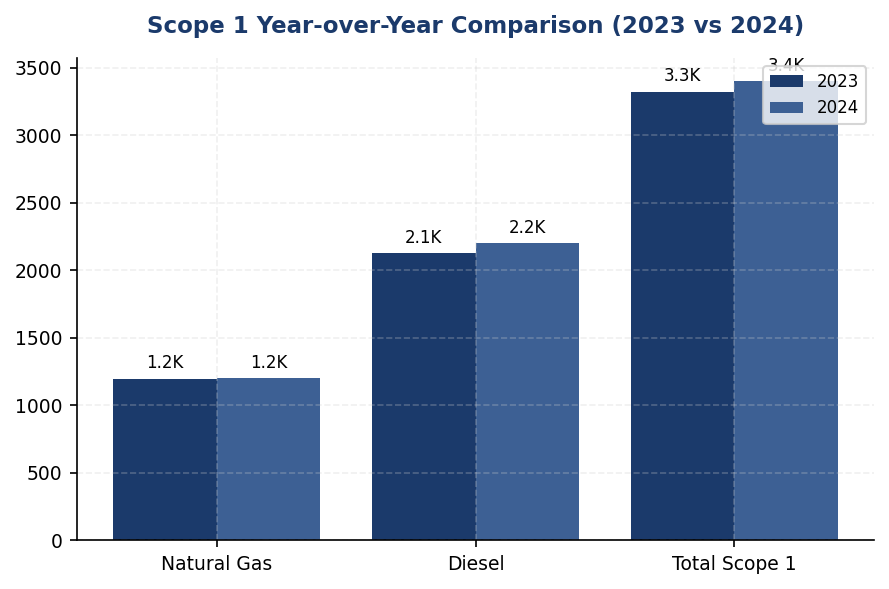 Scope 1 Year-over-Year Comparison (2023 vs 2024)
3500
3000
2500
2000
1500
1000
500
0
1.2K
1.2K
2.1K
2.2K
3.3K
3.4K
2023
2024
Natural Gas
Diesel
Total Scope 1